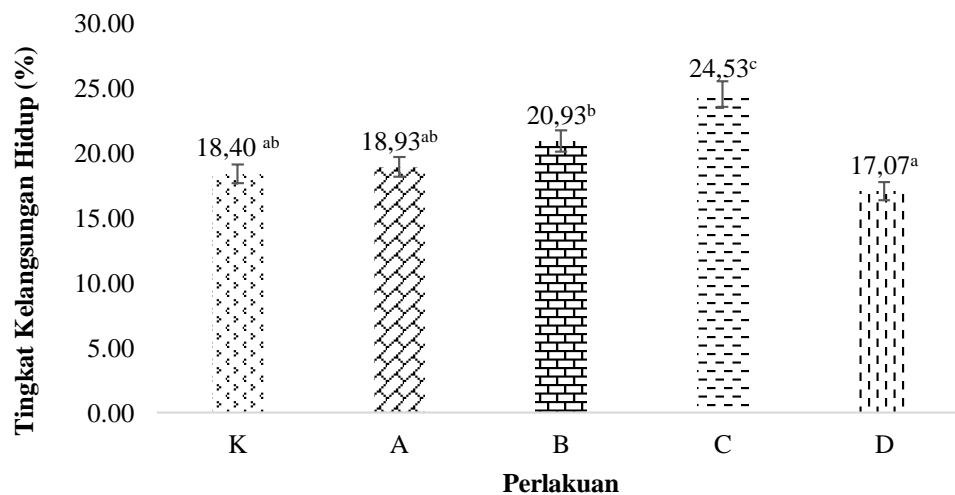 Tingkat Kelangsungan Hidup (%)
30.00
25.00
20.00
15.00
10.00
5.00
0.00
18,40 ab
18,93ab
20,93b
24,53c
17,07a
K
A
B
C
D
Perlakuan